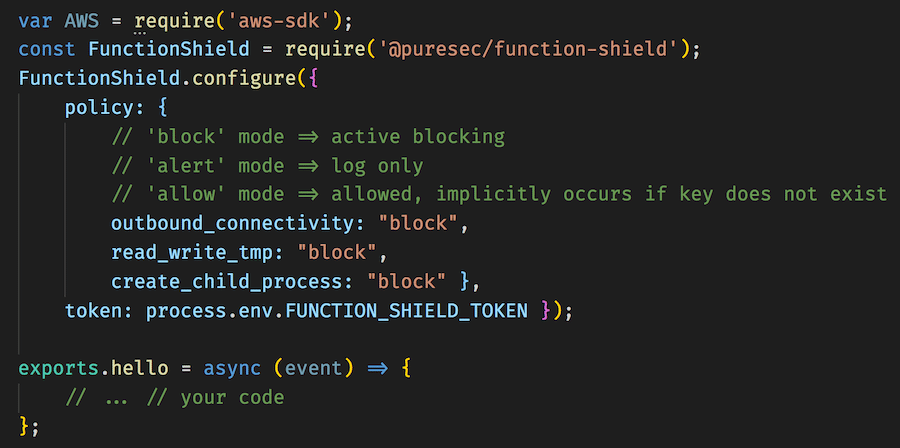 var AWS = require('aws-sdk');
const FunctionShield = require('@puresec/function-shield');
FunctionShield.configure({
    policy: {
        // 'block' mode => active blocking
        // 'alert' mode => log only
        // 'allow' mode => allowed, implicitly occurs if key does not exist
        outbound_connectivity: "block",
        read_write_tmp: "block",
        create_child_process: "block" },
    token: process.env.FUNCTION_SHIELD_TOKEN });

exports.hello = async (event) => {
    // ... // your code
};